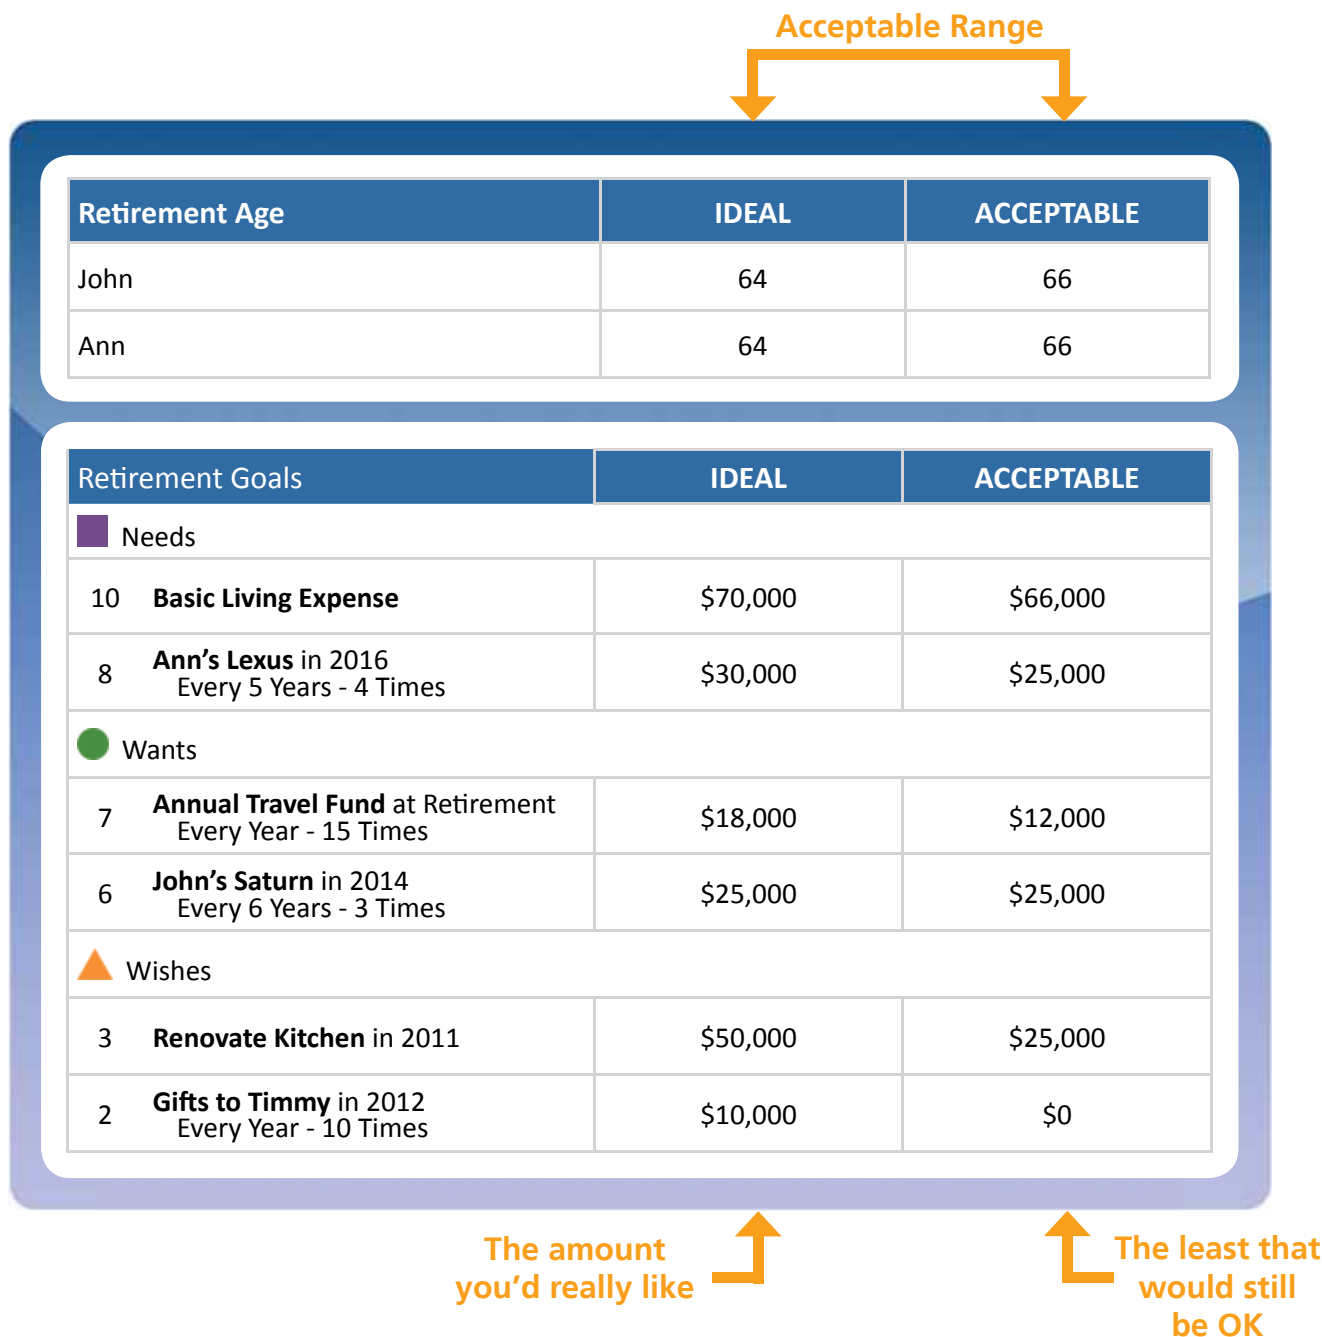 Acceptable Range
Retirement Age IDEAL ACCEPTABLE
John 64 66
Ann 64 66
Retirement Goals IDEAL ACCEPTABLE
Needs
10 Basic Living Expense $70,000 $66,000
8 Ann's Lexus in 2016 $30,000 $25,000
Every 5 Years - 4 Times
Wants
7 Annual Travel Fund at Retirement $18,000 $12,000
Every Year - 15 Times
6 John's Saturn in 2014 $25,000 $25,000
Every 6 Years - 3 Times
Wishes
3 Renovate Kitchen in 2011 $50,000 $25,000
2 Gifts to Timmy in 2012 $10,000 $0
Every Year - 10 Times
The amount
you'd really like
The least that
would still
be OK